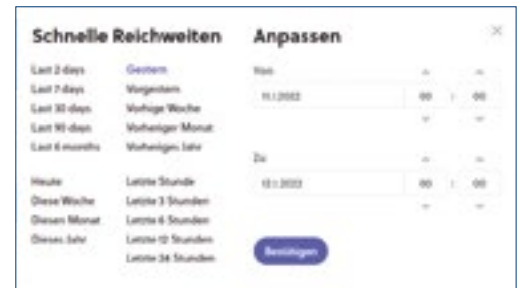 Schnelle Reichweiten
Last 2 days
Last 7 days
Last 30 days
Last 90 days
Last 6 months
Heute
Diese Woche
Diesen Monat
Dieses Jahr
Gestern
Vorgestern
Vorhige Woche
Vorheriger Monat
Vorheriges Jahr
Letzte Stunde
Letzte 3 Stunden
Letzte 6 Stunden
Letzte 12 Stunden
Letzte 24 Stunden
Anpassen
Von
11.1.2022 00 : 00
Zu
12.1.2022 00 : 00
Bestätigen